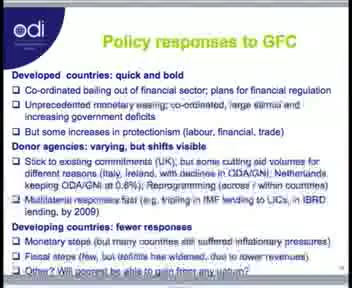 odi
Policy responses to GFC
Developed countries: quick and bold
Co-ordinated bailing out of financial sector; plans for financial regulation
Unprecedented monetary easing; co-ordinated, large stimuli and
increasing government deficits
But some increases in protectionism (labour, financial, trade)
Donor agencies: varying, but shifts visible
Stick to existing commitments (UK), but some cutting aid volumes for
different reasons (Italy, Ireland, with declines in ODA/GNI, Netherlands
keeping ODA/GNI at 0.8%); Reprogramming (across / within countries)
Multilateral responses fast (e.g. tripling in IMF lending to LICs, in IBRD
lending, by 2009)
Developing countries: fewer responses
Monetary steps (but many countries still suffered inflationary pressures)
Fiscal steps (few, but deficits has widened, due to lower revenues)
Other? Will poorest be able to gain from any upturn?